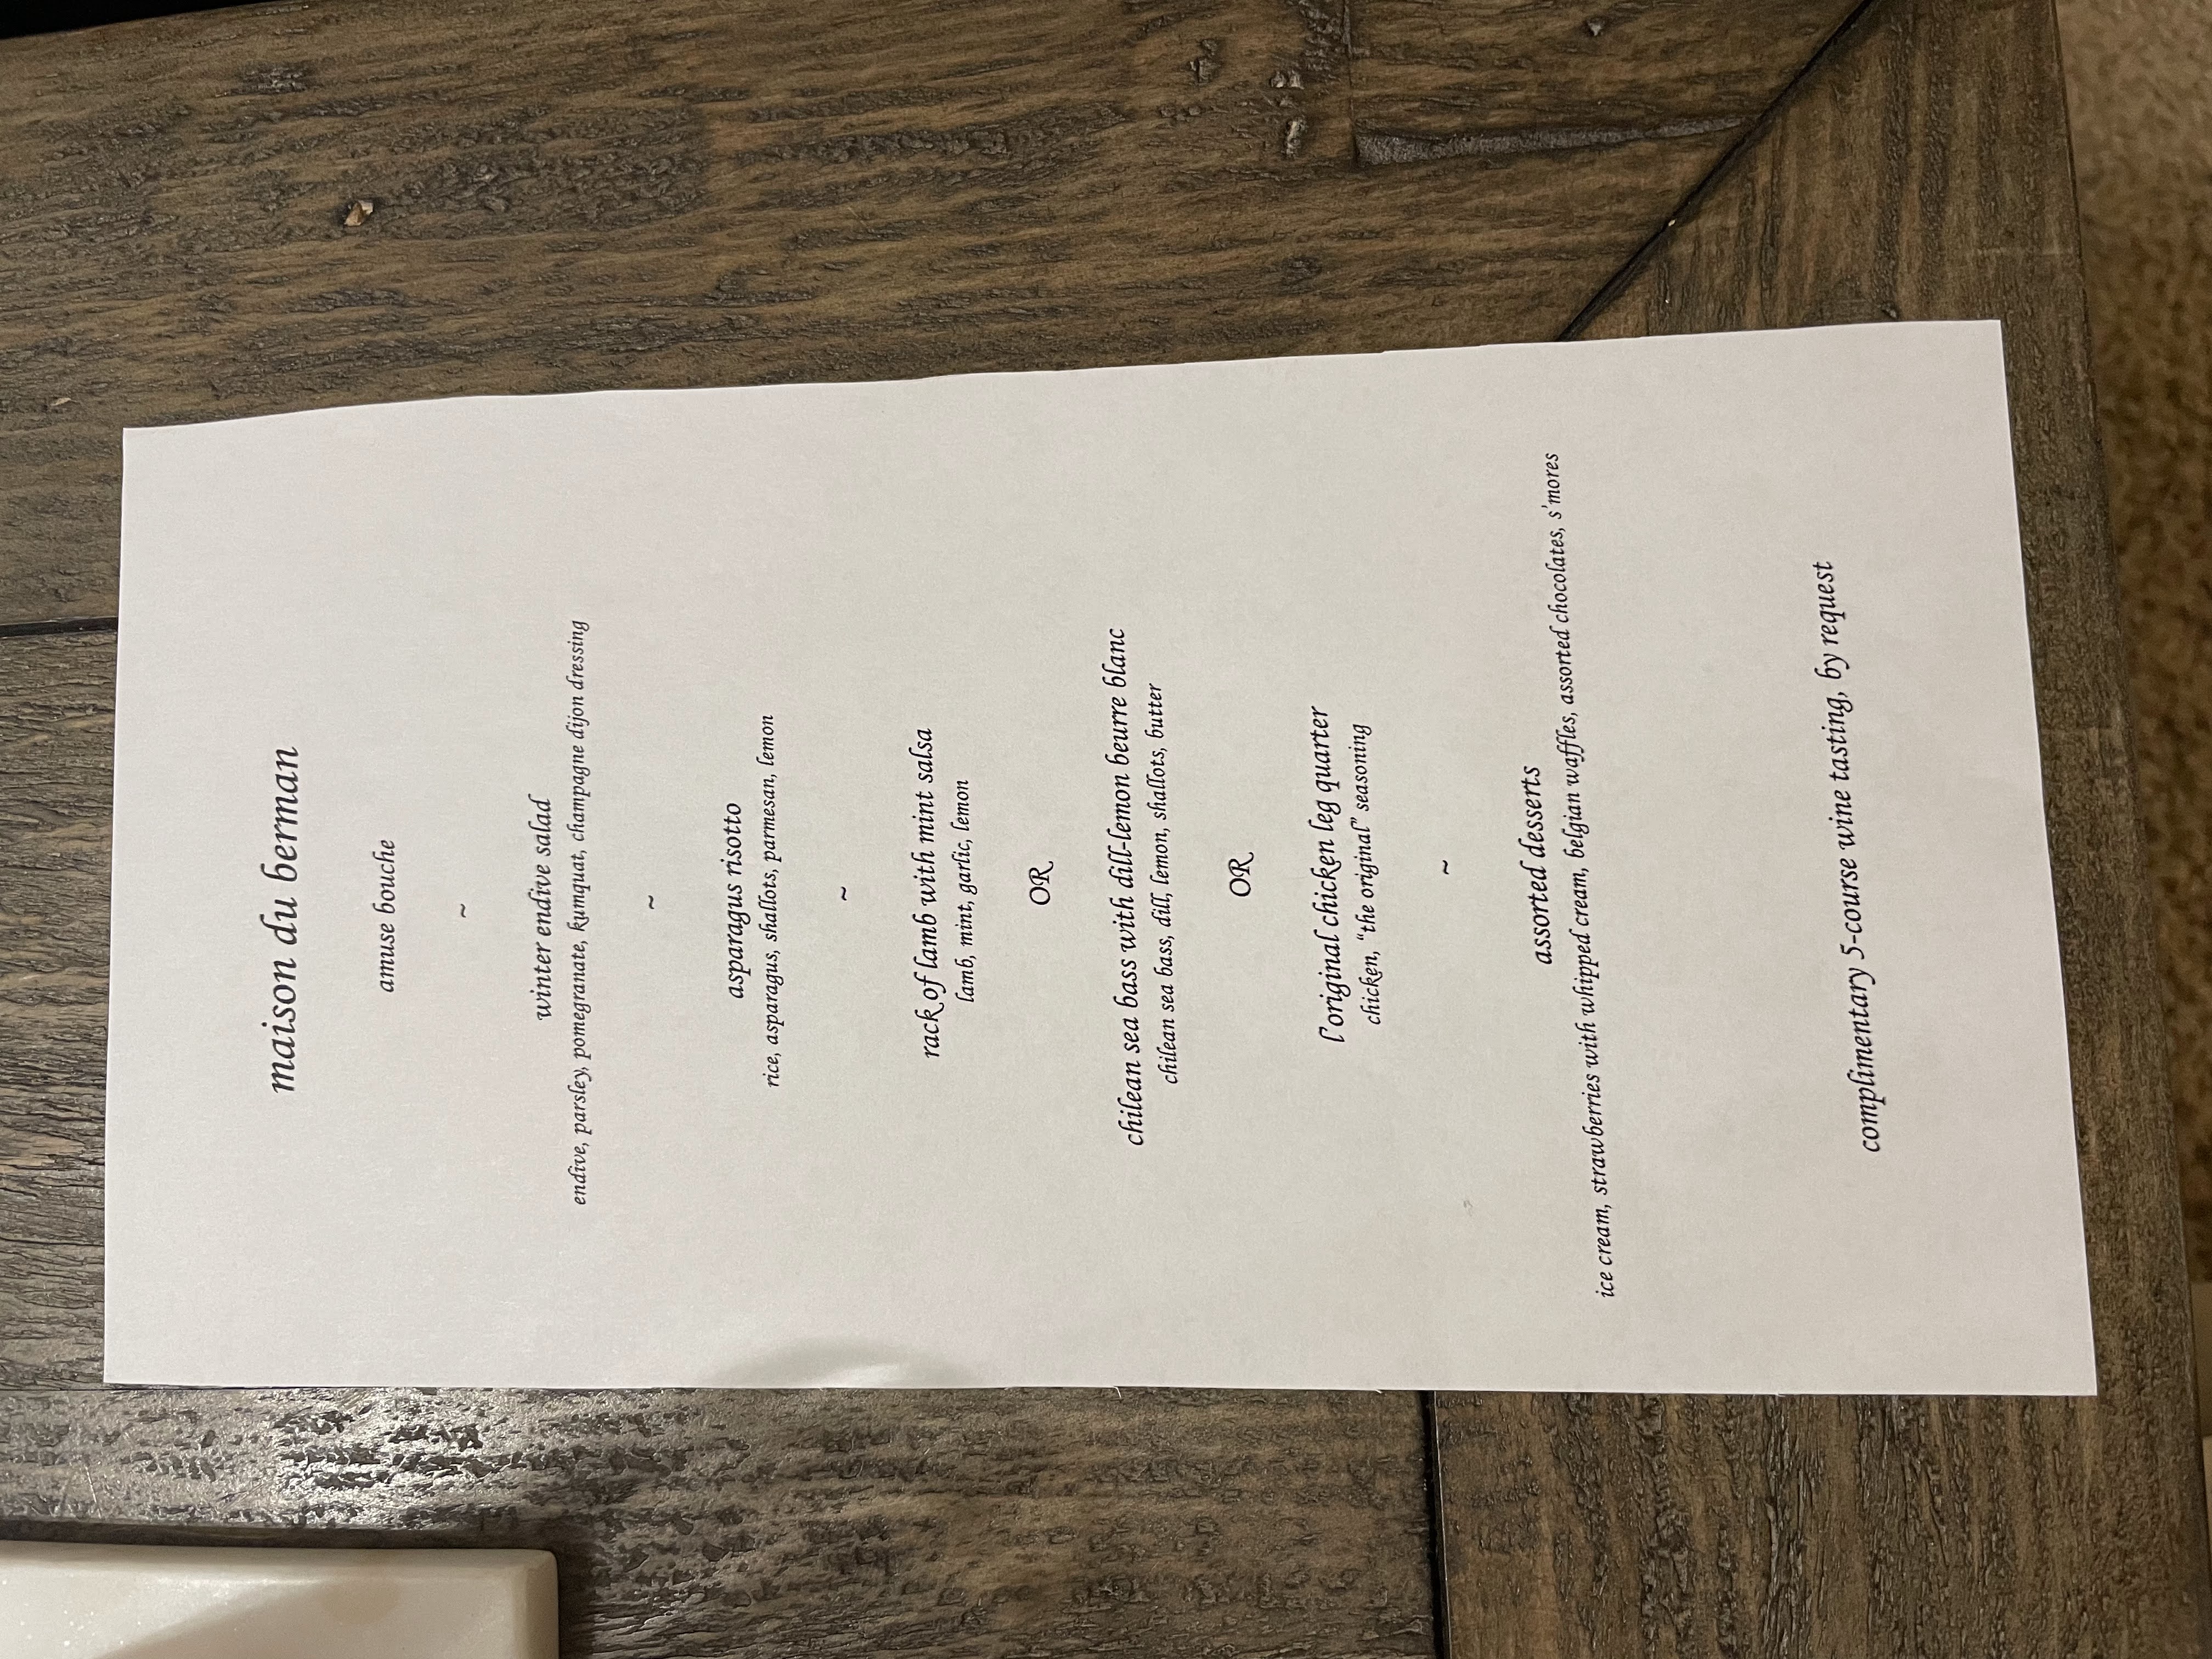 maison du berman
amuse bouche
~
winter endive salad
endive, parsley, pomegranate, kumquat, champagne dijon dressing
~
asparagus risotto
rice, asparagus, shallots, parmesan, lemon
~
rack of lamb with mint salsa
lamb, mint, garlic, lemon
OR
chilean sea bass with dill-lemon beurre blanc
chilean sea bass, dill, lemon, shallots, butter
OR
l'original chicken leg quarter
chicken, “the original” seasoning
~
assorted desserts
ice cream, strawberries with whipped cream, belgian waffles, assorted chocolates, s'mores
complimentary 5-course wine tasting, by request